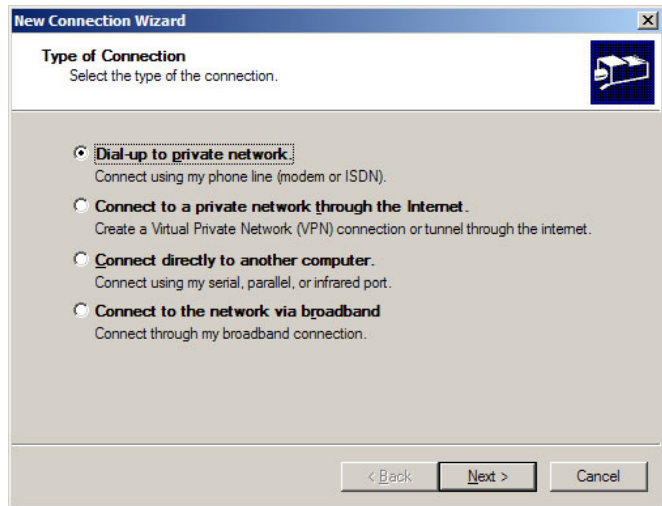 New Connection Wizard
Type of Connection
Select the type of the connection.
Dial-up to private network.
Connect using my phone line (modem or ISDN).
Connect to a private network through the Internet.
Create a Virtual Private Network (VPN) connection or tunnel through the internet.
Connect directly to another computer.
Connect using my serial, parallel, or infrared port.
Connect to the network via broadband
Connect through my broadband connection.
< Back Next > Cancel